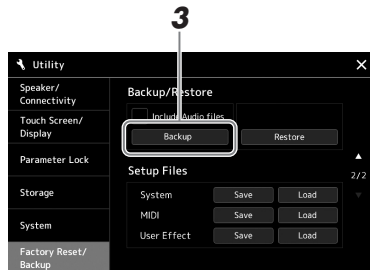 3
Utility
Speaker/
Connectivity
Touch Screen/
Display
Parameter Lock
Storage
System
Factory Reset/
Backup
Backup/Restore
Include Audio files
Backup
Restore
Setup Files
System
Save
Load
MIDI
Save
Load
User Effect
Save
Load
2/2